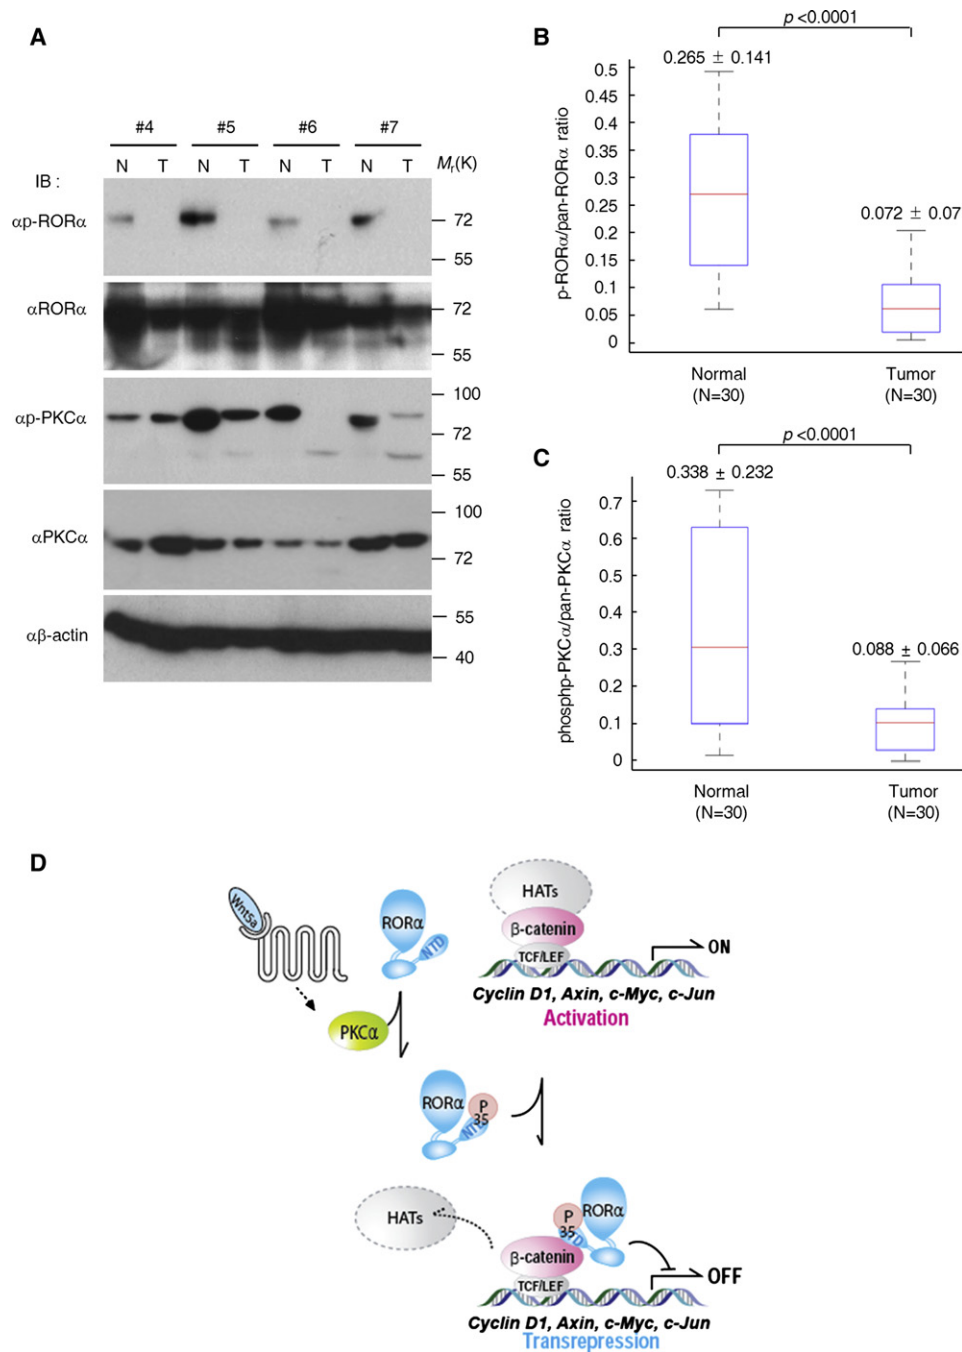 A
#4 #5 #6 #7
N T N T N T N T Mr(K)
IB :
αp-RORα
72
55
αRORα
72
55
αp-PKCα
100
72
55
αPKCα
100
72
αβ-actin
55
40
B
p <0.0001
0.265 ± 0.141
0.072 ± 0.07
p-RORα/pan-RORα ratio
0.5
0.45
0.4
0.35
0.3
0.25
0.2
0.15
0.1
0.05
0
Normal
(N=30)
Tumor
(N=30)
C
p <0.0001
0.338 ± 0.232
0.088 ± 0.066
phosphp-PKCα/pan-PKCα ratio
0.7
0.6
0.5
0.4
0.3
0.2
0.1
0
Normal
(N=30)
Tumor
(N=30)
D
Wnt5a
PKCα
RORα
NTD
HATs
β-catenin
TCF/LEF
ON
Cyclin D1, Axin, c-Myc, c-Jun
Activation
RORα
P
35
NTD
HATs
P
35
RORα
β-catenin
TCF/LEF
OFF
Cyclin D1, Axin, c-Myc, c-Jun
Transrepression